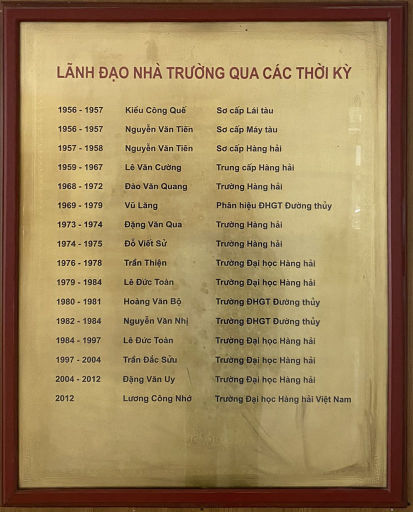 LÃNH ĐẠO NHÀ TRƯỜNG QUA CÁC THỜI KỲ
1956 - 1957 Kiều Công Quế Sơ cấp Lái tàu
1956 - 1957 Nguyễn Văn Tiên Sơ cấp Máy tàu
1957 - 1958 Nguyễn Văn Tiên Sơ cấp Hàng hải
1959 - 1967 Lê Văn Cường Trung cấp Hàng hải
1968 - 1972 Đào Văn Quang Trường Hàng hải
1969 - 1979 Vũ Lăng Phân hiệu ĐHGT Đường thủy
1973 - 1974 Đặng Văn Qua Trường Hàng hải
1974 - 1975 Đỗ Viết Sử Trường Hàng hải
1976 - 1978 Trần Thiện Trường Đại học Hàng hải
1979 - 1984 Lê Đức Toàn Trường Đại học Hàng hải
1980 - 1981 Hoàng Văn Bộ Trường ĐHGT Đường thủy
1982 - 1984 Nguyễn Văn Nhị Trường ĐHGT Đường thủy
1984 - 1997 Lê Đức Toàn Trường Đại học Hàng hải
1997 - 2004 Trần Đắc Sửu Trường Đại học Hàng hải
2004 - 2012 Đặng Văn Uy Trường Đại học Hàng hải
2012 Lương Công Nhớ Trường Đại học Hàng hải Việt Nam